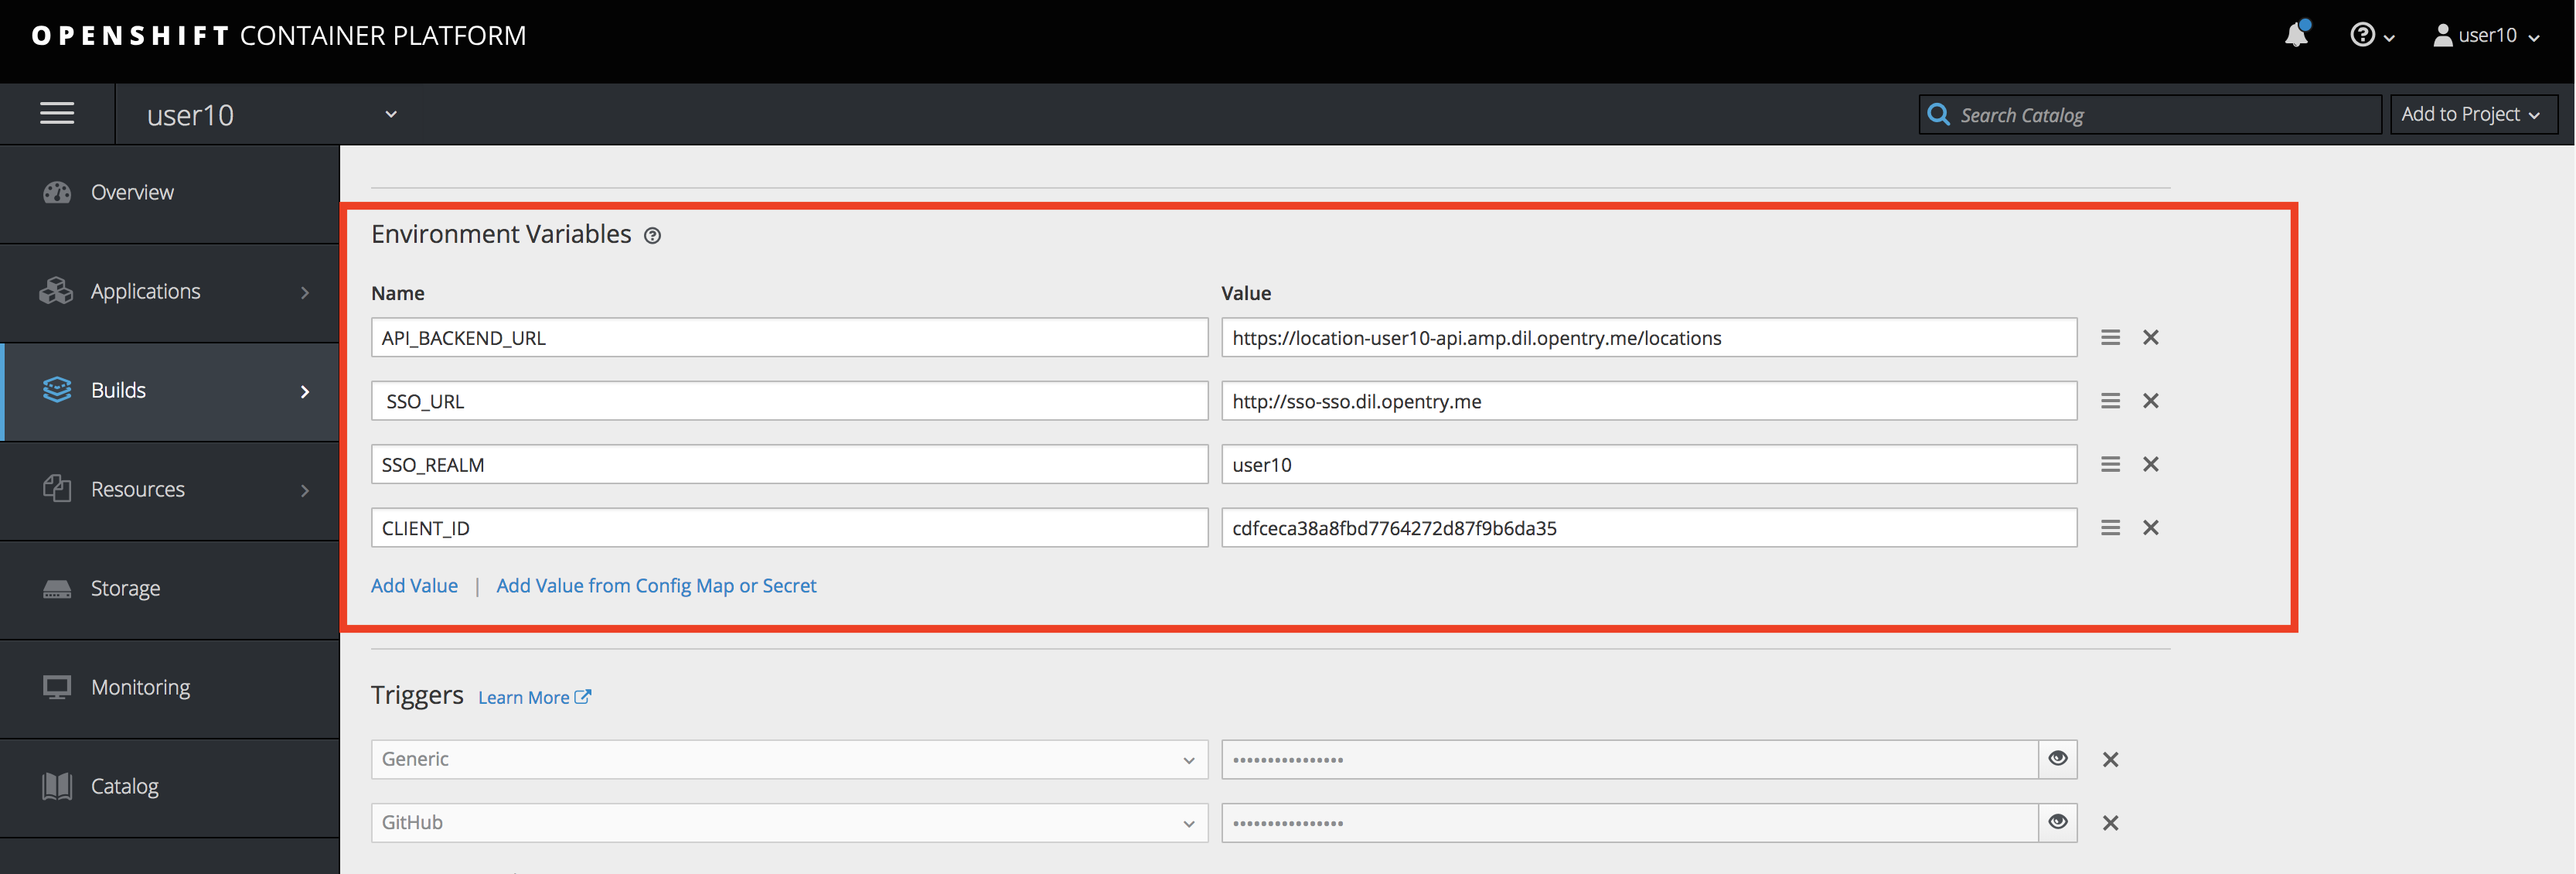 OPENSHIFT CONTAINER PLATFORM
user10
user10
Search Catalog
Add to Project
Overview
Applications
Builds
Resources
Storage
Monitoring
Catalog
Environment Variables
Name Value
API_BACKEND_URL https://location-user10-api.amp.dil.opentry.me/locations
SSO_URL http://sso-sso.dil.opentry.me
SSO_REALM user10
CLIENT_ID cdfceca38a8fbd7764272d87f9b6da35
Add Value | Add Value from Config Map or Secret
Triggers Learn More
Generic ••••••••••••••••
GitHub ••••••••••••••••